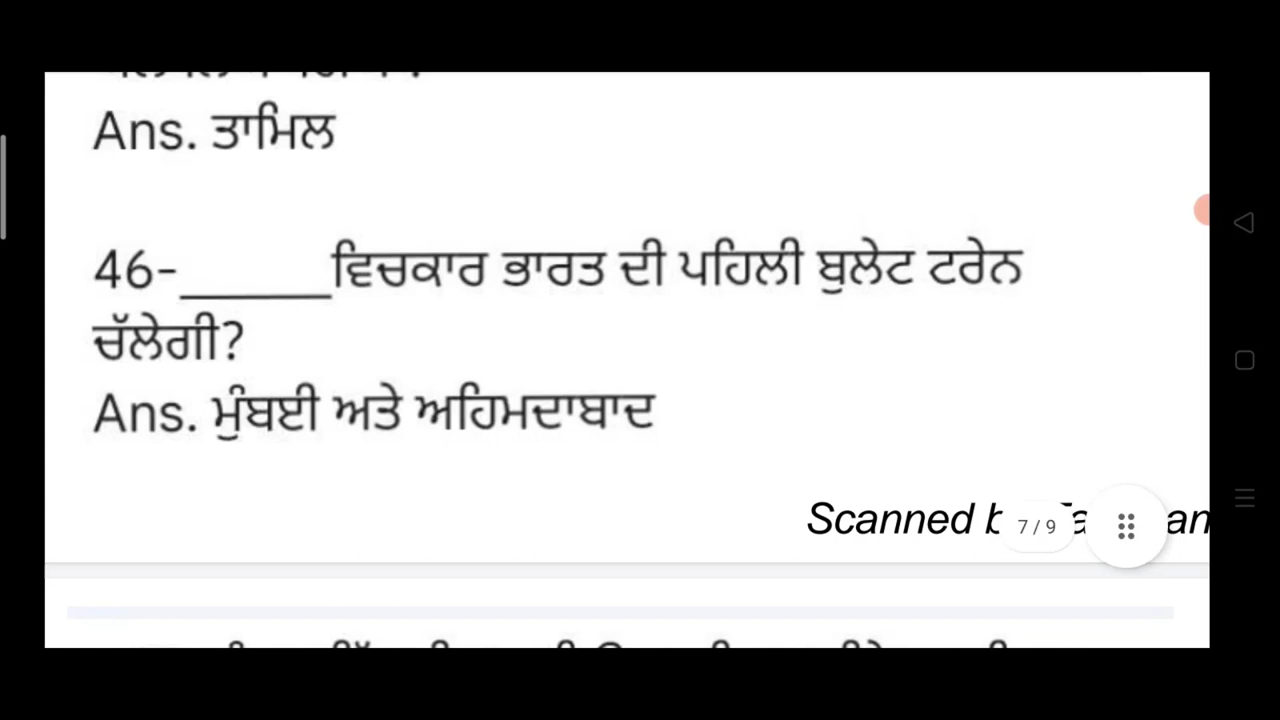 Ans. ਤਾਮਿਲ
46-______ਵਿਚਕਾਰ ਭਾਰਤ ਦੀ ਪਹਿਲੀ ਬੁਲੇਟ ਟਰੇਨ
ਚੱਲੇਗੀ?
Ans. ਮੁੰਬਈ ਅਤੇ ਅਹਿਮਦਾਬਾਦ
Scanned
7 / 9